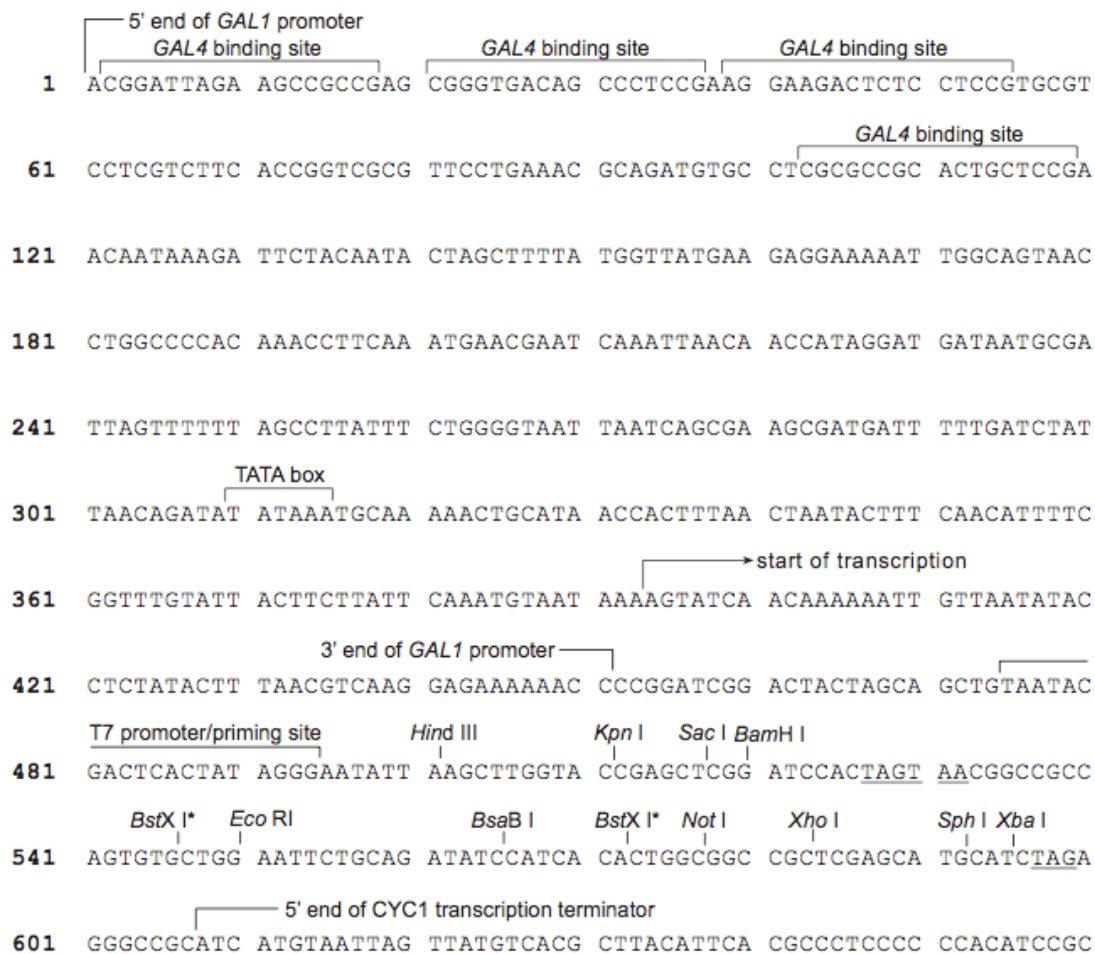 5' end of GAL1 promoter
GAL4 binding site GAL4 binding site GAL4 binding site
1 ACGGATTAGA AGCCGCCGAG CGGGTGACAG CCCTCCGAAG GAAGACTCTC CTCCGTGCGT
GAL4 binding site
61 CCTCGTCTTC ACCGGTCGCG TTCCTGAAAC GCAGATGTGC CTCGCGCCGC ACTGCTCCGA
121 ACAATAAAGA TTCTACAATA CTAGCTTTTA TGGTTATGAA GAGGAAAAAT TGGCAGTAAC
181 CTGGCCCCAC AAACCTTCAA ATGAACGAAT CAAATTAACA ACCATAGGAT GATAATGCGA
241 TTAGTTTTTT AGCCTTATTT CTGGGGTAAT TAATCAGCGA AGCGATGATT TTTGATCTAT
TATA box
301 TAACAGATAT ATAAATGCAA AAACTGCATA ACCACTTTAA CTAATACTTT CAACATTTTC
start of transcription
361 GGTTTGTATT ACTTCTTATT CAAATGTAAT AAAAGTATCA ACAAAAAATT GTTAATATAC
3' end of GAL1 promoter
421 CTCTATACTT TAACGTCAAG GAGAAAAAAC CCCGGATCGG ACTACTAGCA GCTGTAATAC
T7 promoter/priming site Hind III Kpn I Sac I BamH I
481 GACTCACTAT AGGGAATATT AAGCTTGGTA CCGAGCTCGG ATCCACTAGT AACGGCCGCC
BstX I* Eco RI BsaB I BstX I* Not I Xho I Sph I Xba I
541 AGTGTGCTGG AATTCTGCAG ATATCCATCA CACTGGCGGC CGCTCGAGCA TGCATCTAGA
5' end of CYC1 transcription terminator
601 GGGCCGCATC ATGTAATTAG TTATGTCACG CTTACATTCA CGCCCTCCCC CCACATCCGC